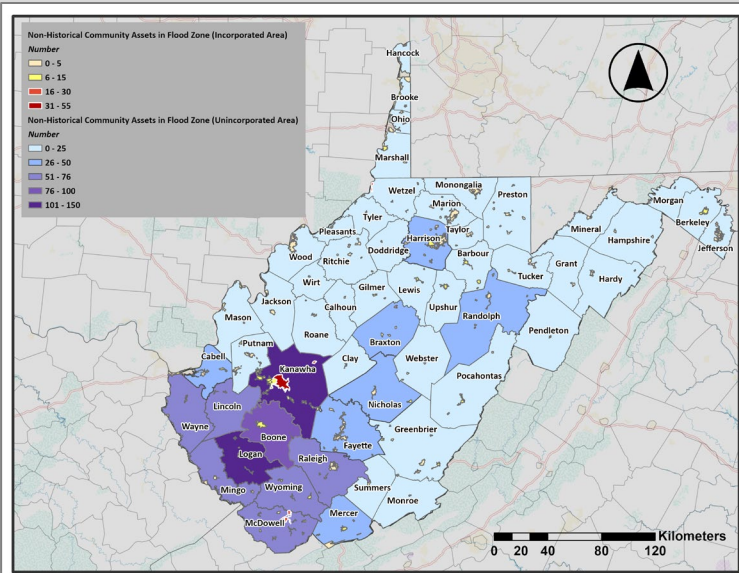 Non-Historical Community Assets in Flood Zone (Incorporated Area)
Number
0 - 5
6 - 15
16 - 30
31 - 55
Non-Historical Community Assets in Flood Zone (Unincorporated Area)
Number
0 - 25
26 - 50
51 - 76
76 - 100
101 - 150
Hancock
Brooke
Ohio
Marshall
Wetzel
Monongalia
Preston
Marion
Morgan
Berkeley
Jefferson
Tyler
Taylor
Mineral
Hampshire
Pleasants
Harrison
Doddridge
Barbour
Grant
Wood
Ritchie
Tucker
Hardy
Wirt
Gilmer
Lewis
Jackson
Calhoun
Upshur
Randolph
Mason
Roane
Braxton
Pendleton
Putnam
Cabell
Clay
Webster
Kanawha
Pocahontas
Lincoln
Nicholas
Wayne
Boone
Greenbrier
Fayette
Logan
Raleigh
Mingo
Wyoming
Summers
Monroe
McDowell
Mercer
Kilometers
0 20 40 80 120